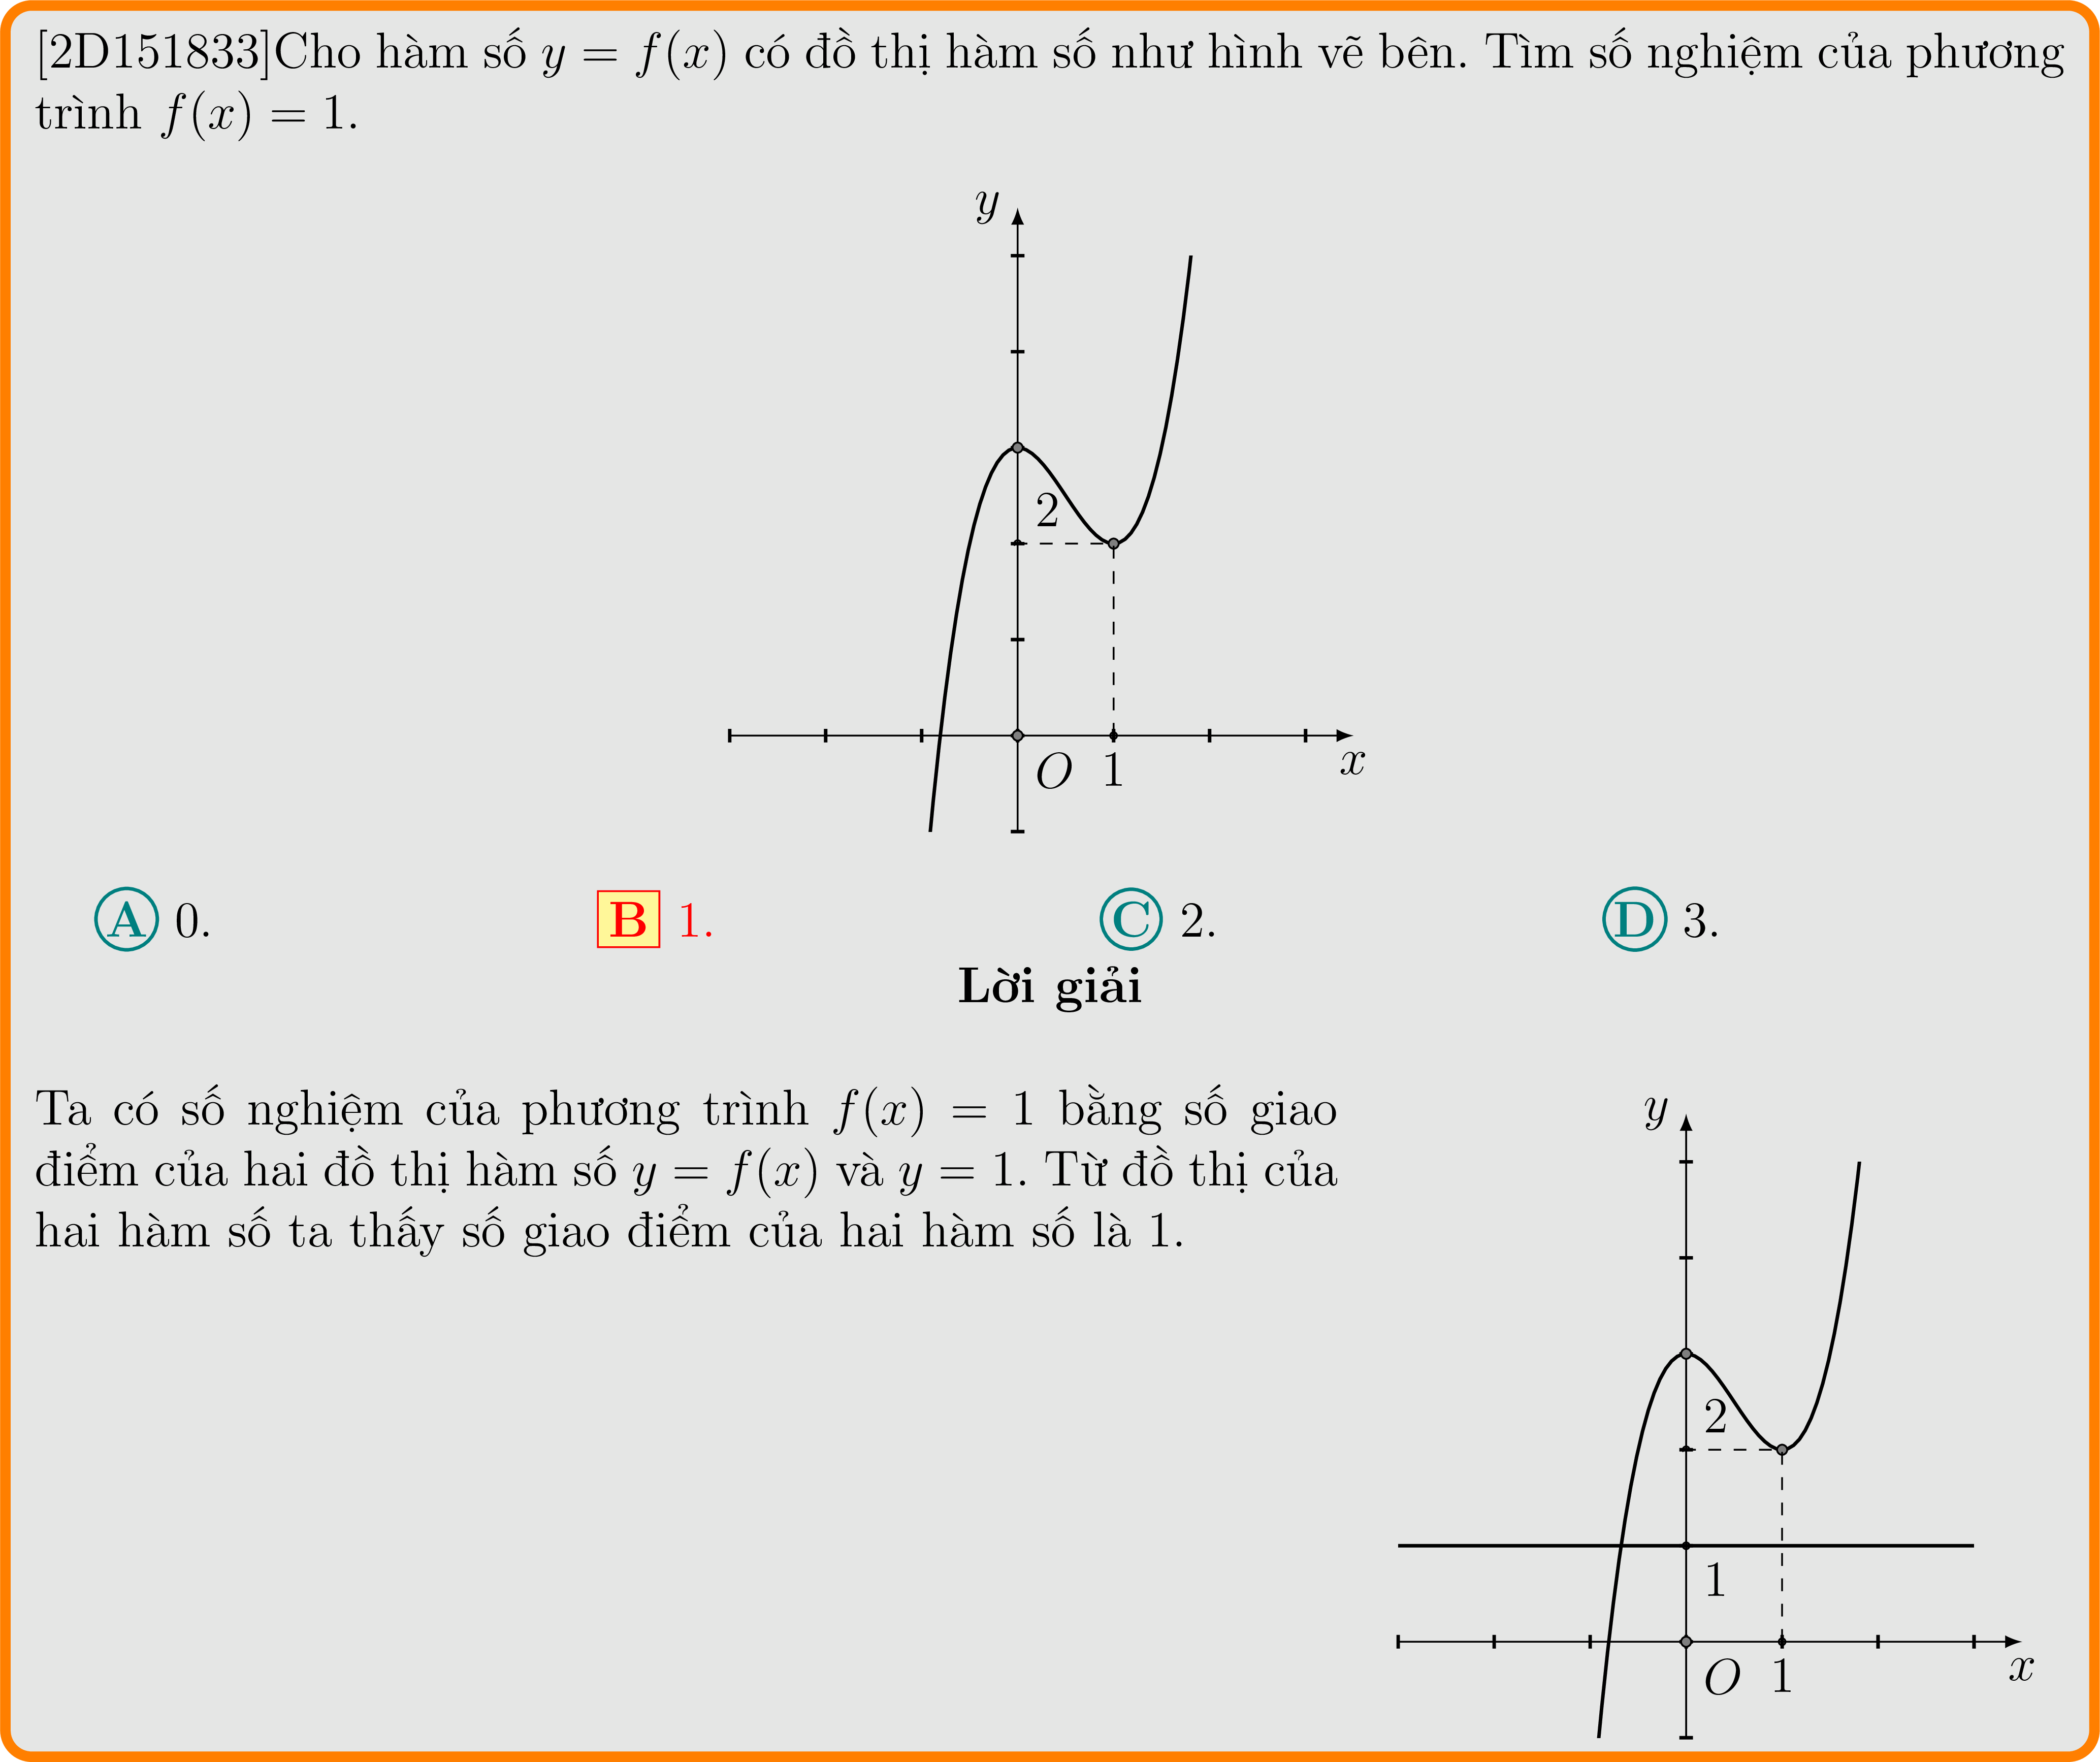 [2D151833]Cho hàm số y = f(x) có đồ thị hàm số như hình vẽ bên. Tìm số nghiệm của phương
trình f(x) = 1.
y
2
O 1 x
A 0. B 1. C 2. D 3.
Lời giải
Ta có số nghiệm của phương trình f(x) = 1 bằng số giao
điểm của hai đồ thị hàm số y = f(x) và y = 1. Từ đồ thị của
hai hàm số ta thấy số giao điểm của hai hàm số là 1.
y
2
1
O 1 x